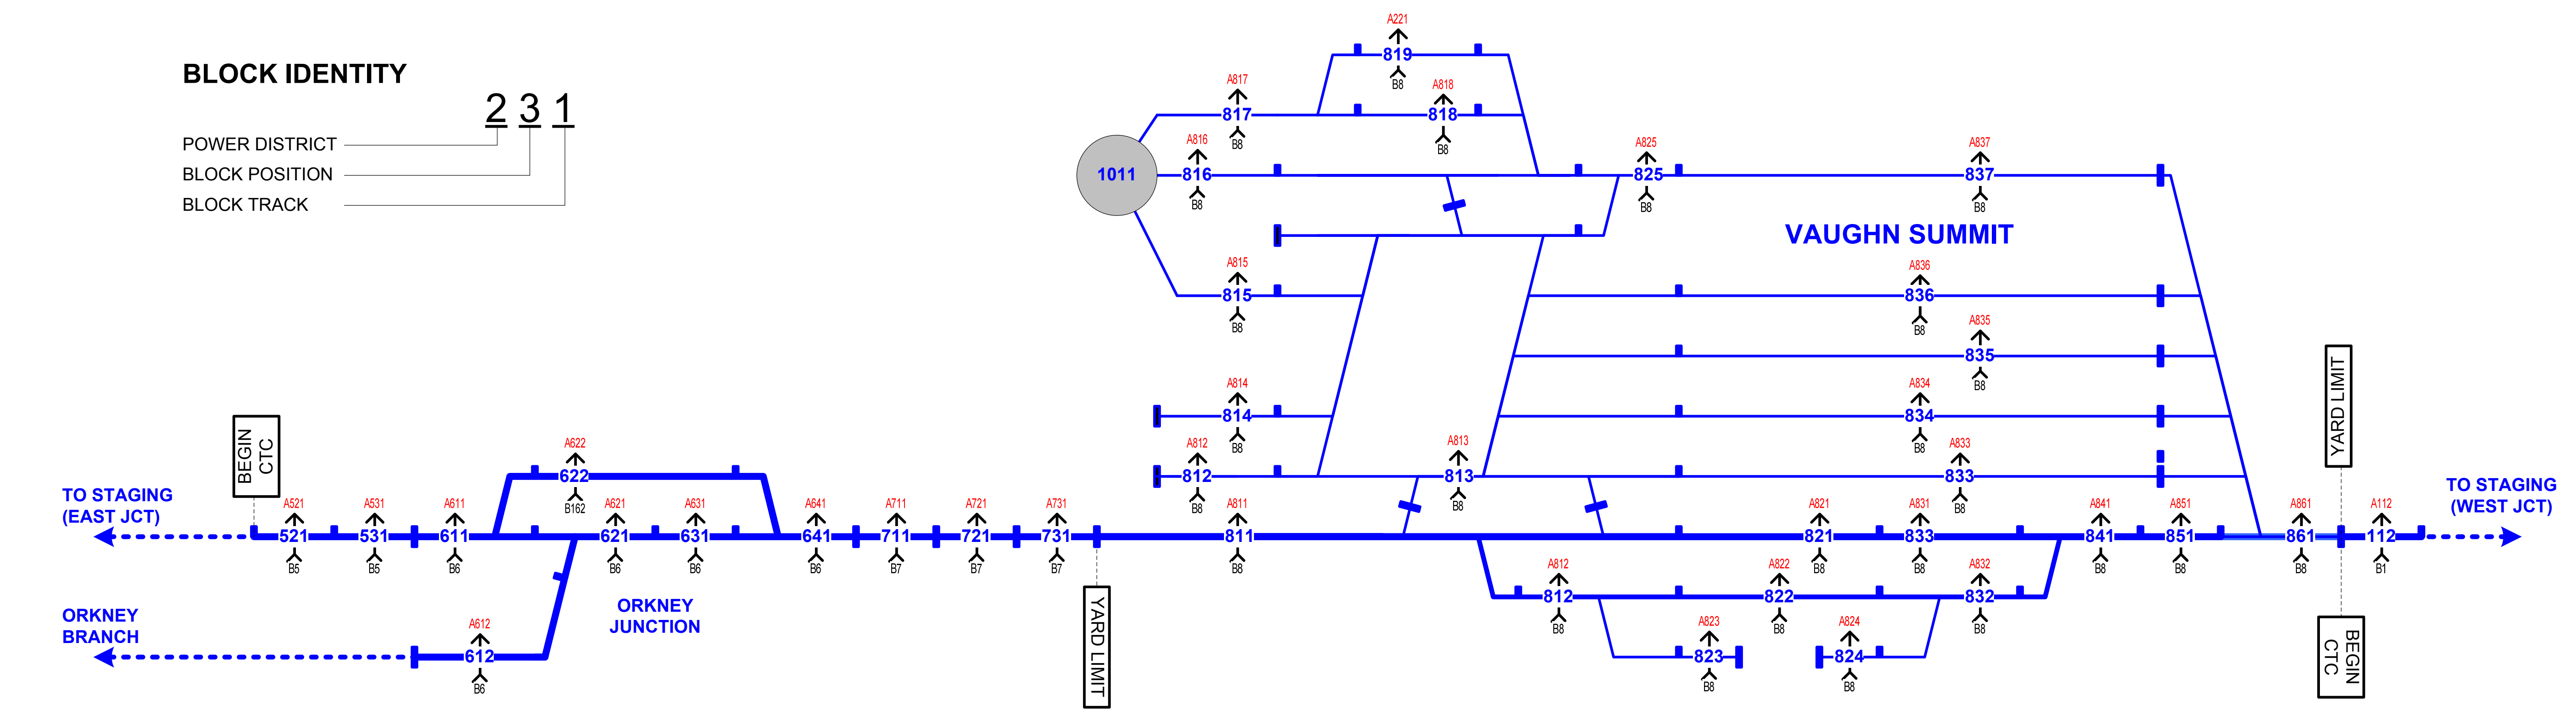 BLOCK IDENTITY
2 3 1
POWER DISTRICT
BLOCK POSITION
BLOCK TRACK
A221
819
B8
A817
817
B8
A818
818
B8
1011
A816
816
B8
A825
825
B8
A837
837
B8
VAUGHN SUMMIT
A815
815
B8
A836
836
B8
A835
835
B8
A814
814
B8
A834
834
B8
A812
812
B8
A813
813
B8
A833
833
B8
YARD LIMIT
BEGIN
CTC
TO STAGING
(EAST JCT)
A622
622
B162
A521
521
B5
A531
531
B5
A611
611
B6
A621
621
B6
A631
631
B6
A641
641
B6
A711
711
B7
A721
721
B7
A731
731
B7
A811
811
B8
A821
821
B8
A831
833
B8
A841
841
B8
A851
851
B8
A861
861
B8
A112
112
B1
TO STAGING
(WEST JCT)
ORKNEY
BRANCH
A612
612
B6
ORKNEY
JUNCTION
YARD LIMIT
A812
812
B8
A822
822
B8
A832
832
B8
A823
823
B8
A824
824
B8
BEGIN
CTC